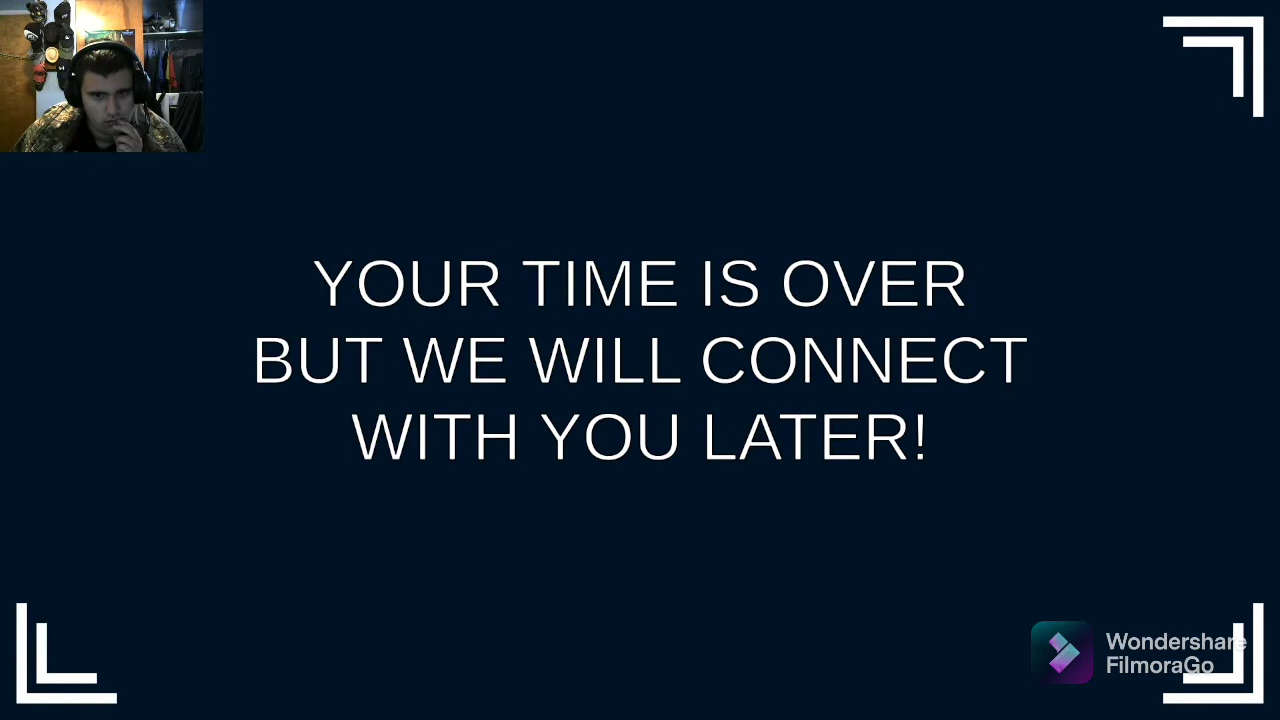 YOUR TIME IS OVER
BUT WE WILL CONNECT
WITH YOU LATER!
Wondershare
FilmoraGo